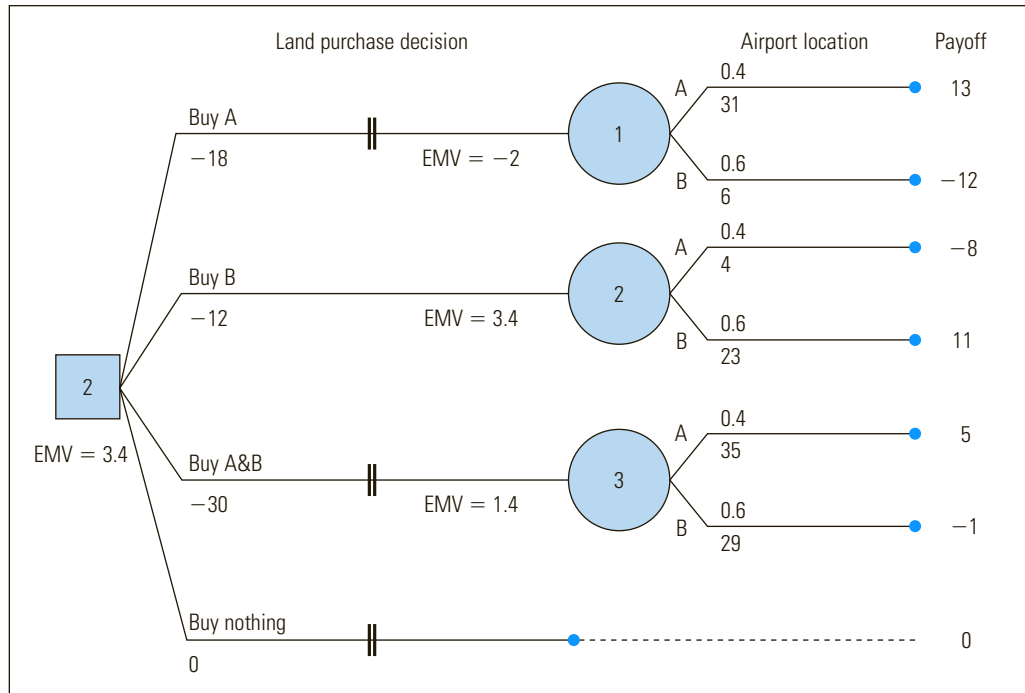 Land purchase decision
Airport location
Payoff
Buy A
−18
EMV = −2
1
A
0.4
31
13
B
0.6
6
−12
Buy B
−12
EMV = 3.4
2
A
0.4
4
−8
B
0.6
23
11
2
EMV = 3.4
Buy A&B
−30
EMV = 1.4
3
A
0.4
35
5
B
0.6
29
−1
Buy nothing
0
0